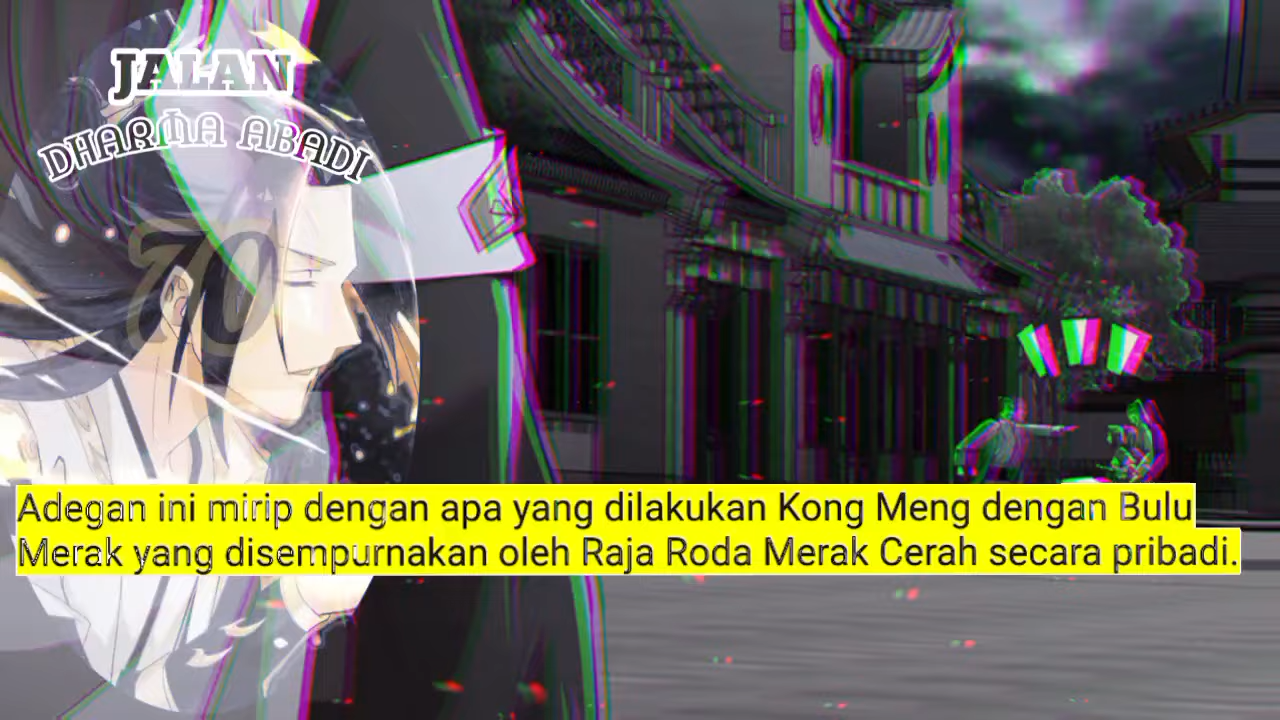 JALAN
DHARMA ABADI
70
Adegan ini mirip dengan apa yang dilakukan Kong Meng dengan Bulu
Merak yang disempurnakan oleh Raja Roda Merak Cerah secara pribadi.